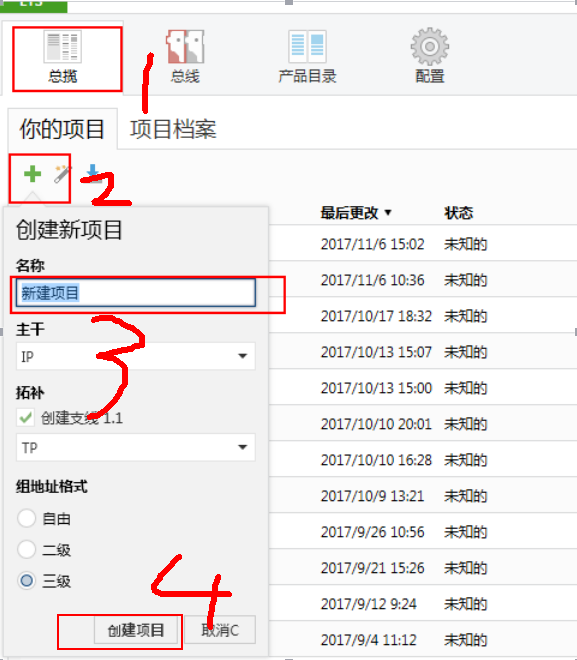 ETS
总揽 总线 产品目录 配置
1
你的项目 项目档案
2
最后更改 状态
创建新项目
2017/11/6 15:02 未知的
名称
2017/11/6 10:36 未知的
新建项目
2017/10/17 18:32 未知的
主干
3
IP
2017/10/13 15:07 未知的
拓补
2017/10/13 15:00 未知的
创建支线 1.1
2017/10/10 20:01 未知的
TP
2017/10/10 16:28 未知的
组地址格式
2017/10/9 13:21 未知的
自由
2017/9/26 10:56 未知的
二级
2017/9/21 15:26 未知的
三级
4
2017/9/12 9:24 未知的
创建项目 取消C
2017/9/4 11:12 未知的